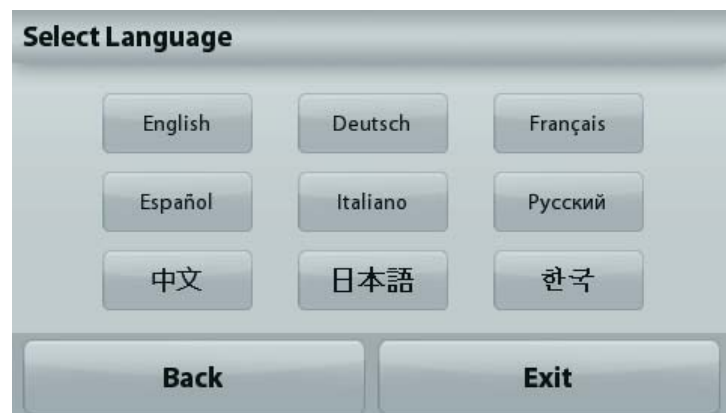 Select Language
English Deutsch Français
Español Italiano Русский
中文 日本語 한국
Back Exit